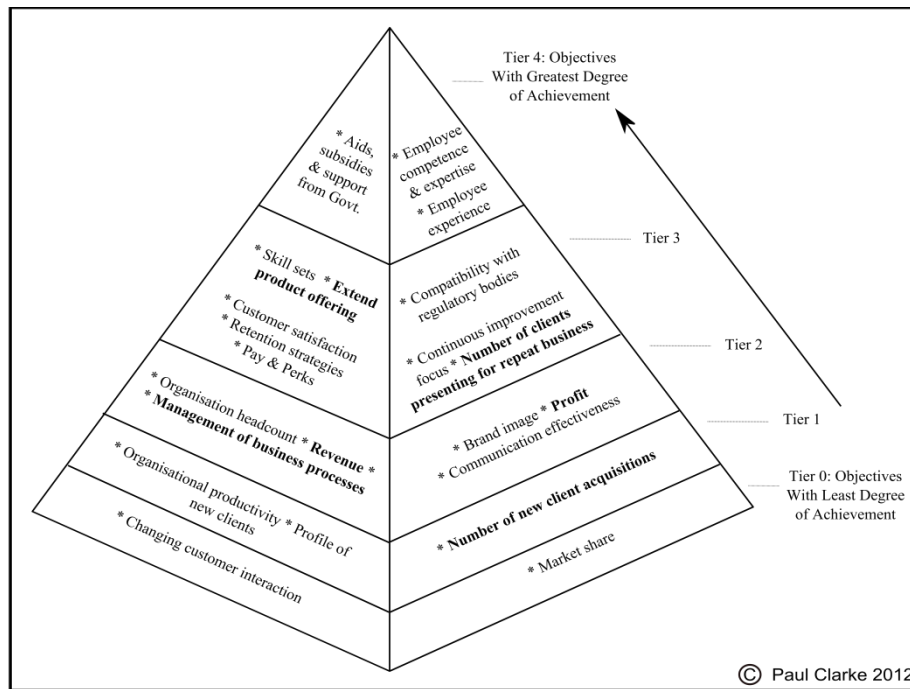 Tier 4: Objectives
With Greatest Degree
of Achievement
* Aids,
subsidies
& support
from Govt.
* Employee
competence
& expertise
* Employee
experience
Tier 3
* Skill sets * Extend
product offering
* Customer satisfaction
* Retention strategies
* Pay & Perks
* Compatibility with
regulatory bodies
* Continuous improvement
focus * Number of clients
presenting for repeat business
Tier 2
* Organisation headcount * Revenue *
* Management of business processes
* Brand image * Profit
* Communication effectiveness
Tier 1
* Organisational productivity * Profile of
new clients
* Number of new client acquisitions
Tier 0: Objectives
With Least Degree
of Achievement
* Changing customer interaction
* Market share
© Paul Clarke 2012